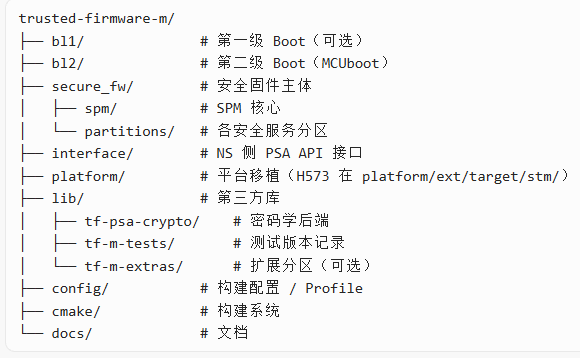 trusted-firmware-m/
├── bl1/ # 第一级 Boot（可选）
├── bl2/ # 第二级 Boot（MCUboot）
├── secure_fw/ # 安全固件主体
│ ├── spm/ # SPM 核心
│ └── partitions/ # 各安全服务分区
├── interface/ # NS 侧 PSA API 接口
├── platform/ # 平台移植（H573 在 platform/ext/target/stm/）
├── lib/ # 第三方库
│ ├── tf-psa-crypto/ # 密码学后端
│ ├── tf-m-tests/ # 测试版本记录
│ └── tf-m-extras/ # 扩展分区（可选）
├── config/ # 构建配置 / Profile
├── cmake/ # 构建系统
└── docs/ # 文档